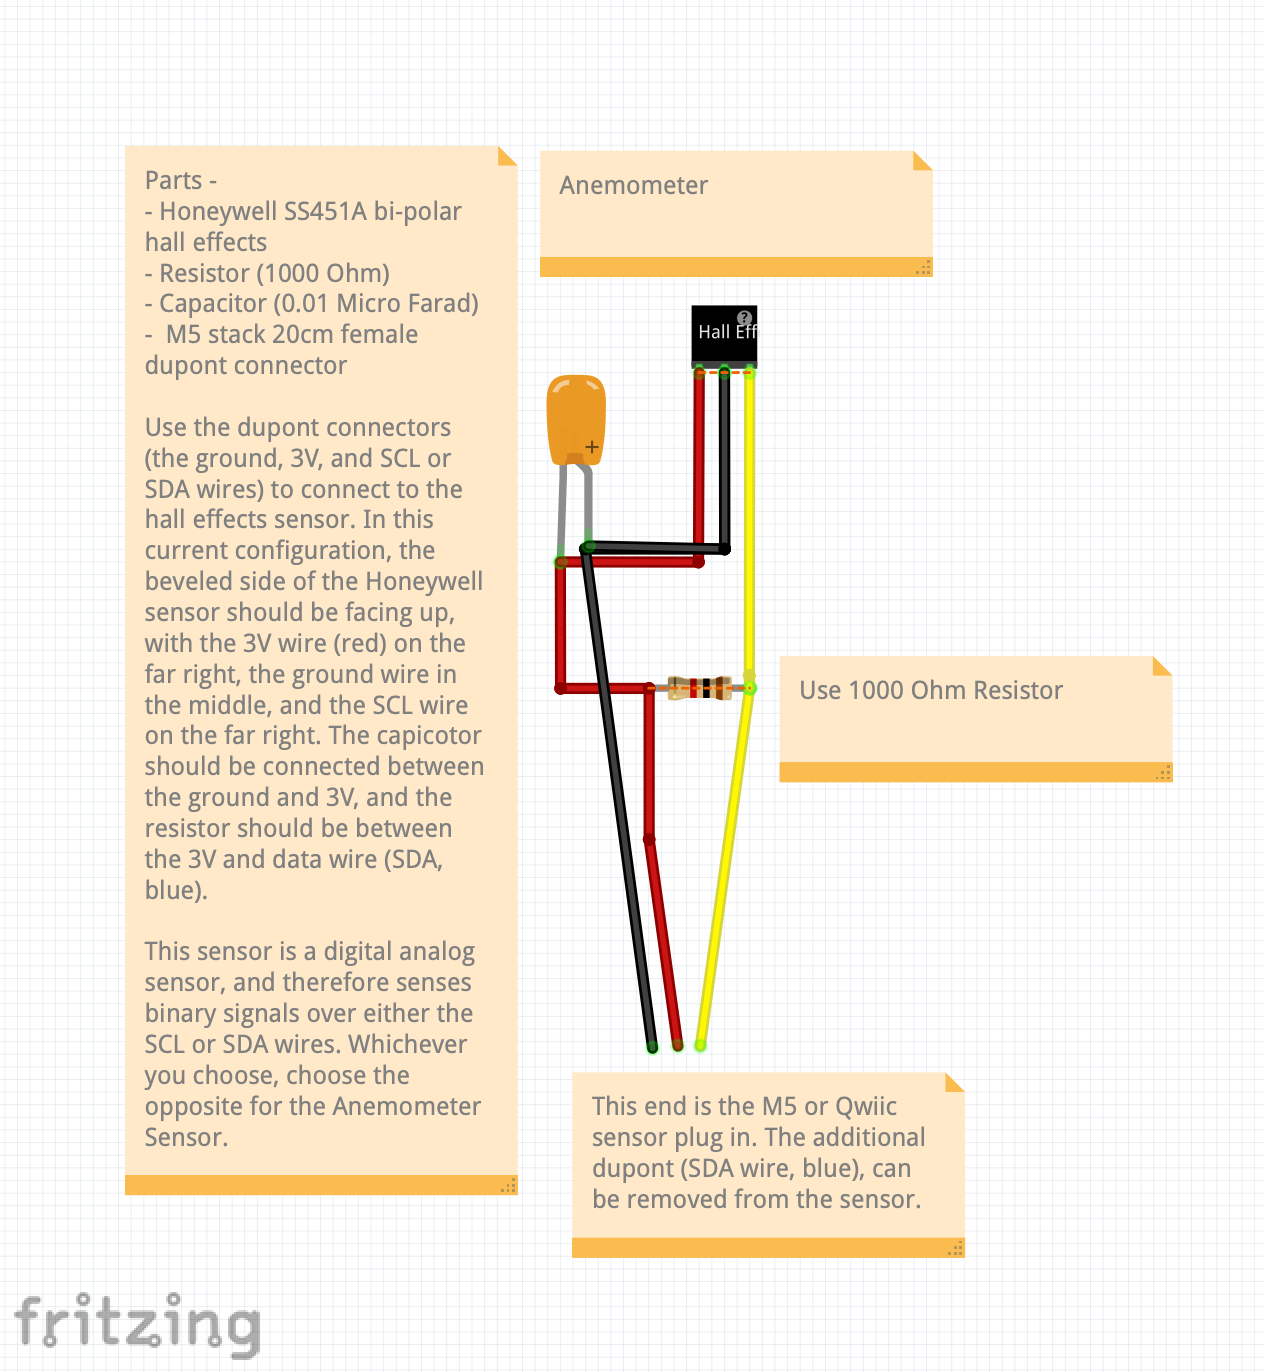 Parts -
- Honeywell SS451A bi-polar
hall effects
- Resistor (1000 Ohm)
- Capacitor (0.01 Micro Farad)
-  M5 stack 20cm female
dupont connector
Use the dupont connectors
(the ground, 3V, and SCL or
SDA wires) to connect to the
hall effects sensor. In this
current configuration, the
beveled side of the Honeywell
sensor should be facing up,
with the 3V wire (red) on the
far right, the ground wire in
the middle, and the SCL wire
on the far right. The capicotor
should be connected between
the ground and 3V, and the
resistor should be between
the 3V and data wire (SDA,
blue).
This sensor is a digital analog
sensor, and therefore senses
binary signals over either the
SCL or SDA wires. Whichever
you choose, choose the
opposite for the Anemometer
Sensor.
Anemometer
?
Hall Eff
+
Use 1000 Ohm Resistor
This end is the M5 or Qwiic
sensor plug in. The additional
dupont (SDA wire, blue), can
be removed from the sensor.
fritzing